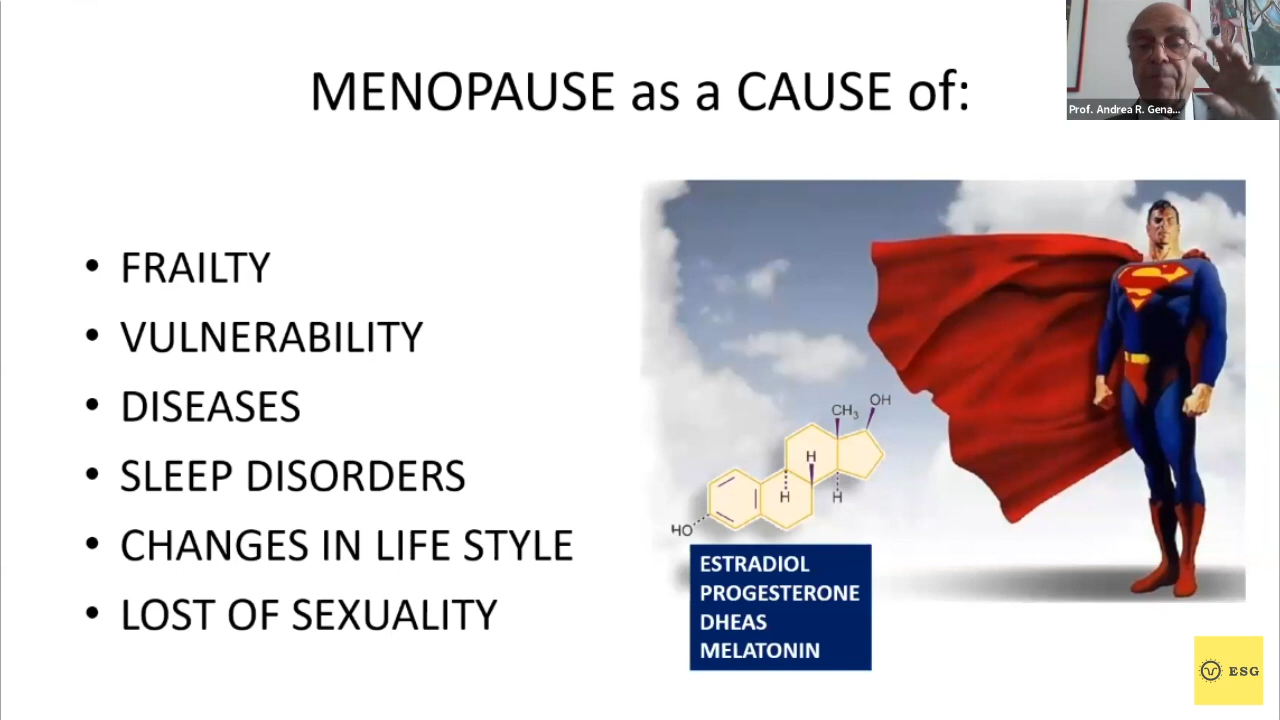 MENOPAUSE as a CAUSE of:
Prof. Andrea R. Gena...
• FRAILTY
• VULNERABILITY
• DISEASES
• SLEEP DISORDERS
• CHANGES IN LIFE STYLE
• LOST OF SEXUALITY
OH
CH₃
H
H
H
HO
S
ESTRADIOL
PROGESTERONE
DHEAS
MELATONIN
ESG